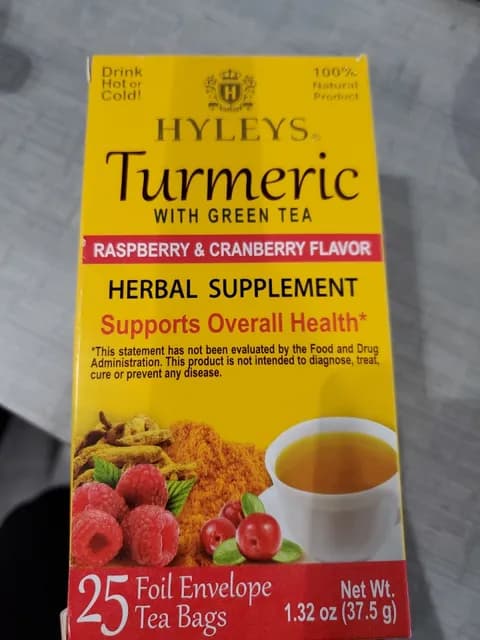 Drink
Hot or
Cold!
100%
Natural
Product
H
HYLEYS®
Turmeric
WITH GREEN TEA
RASPBERRY & CRANBERRY FLAVOR
HERBAL SUPPLEMENT
Supports Overall Health*
*This statement has not been evaluated by the Food and Drug
Administration. This product is not intended to diagnose, treat,
cure or prevent any disease.
25 Foil Envelope
Tea Bags
Net Wt.
1.32 oz (37.5 g)